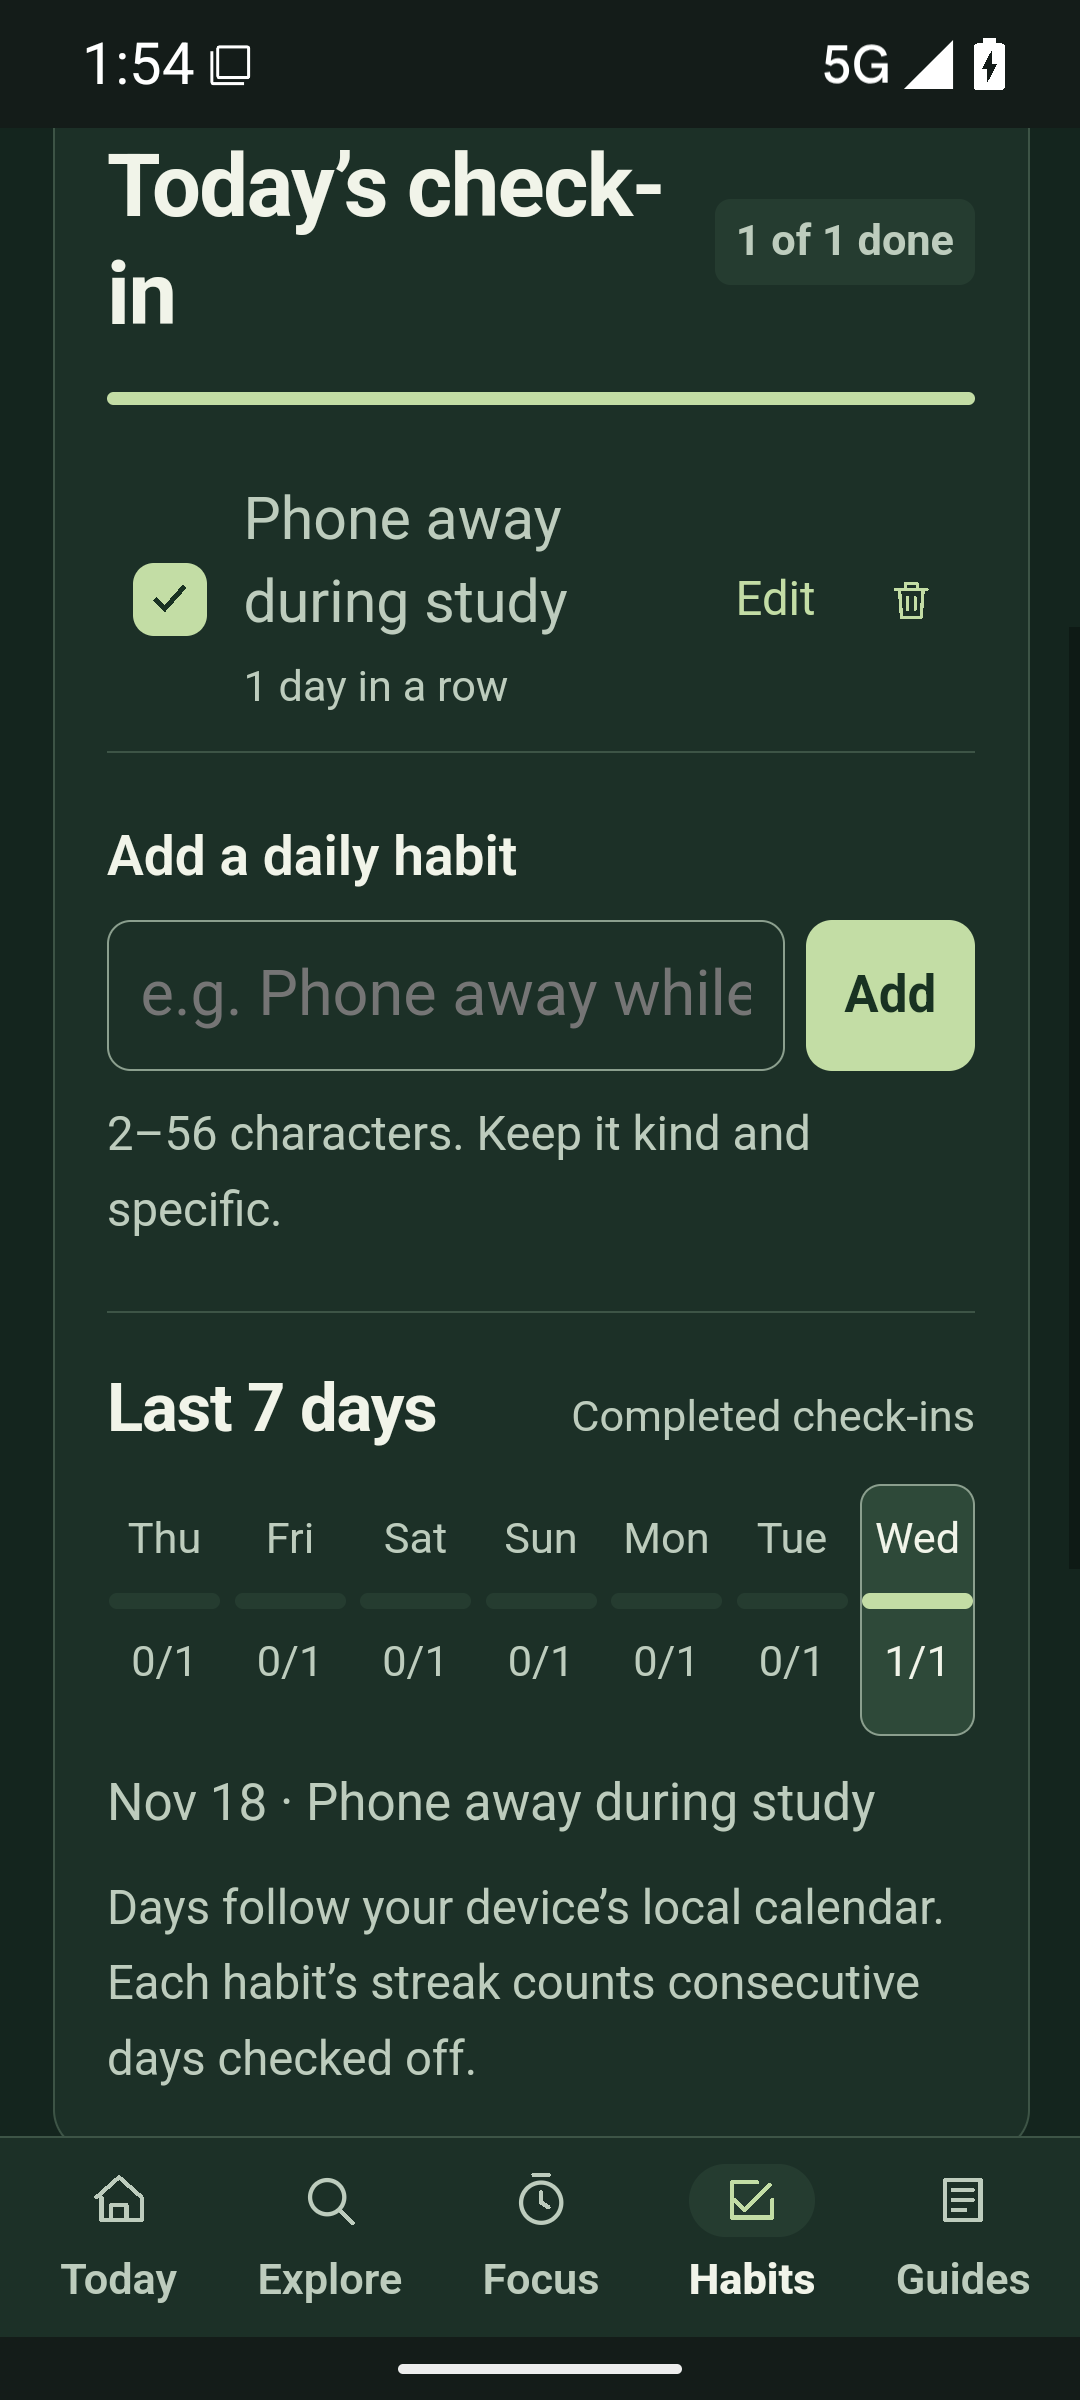 1:54
5G
Today’s check-
in
1 of 1 done
Phone away
during study
1 day in a row
Edit
Add a daily habit
e.g. Phone away while
Add
2–56 characters. Keep it kind and
specific.
Last 7 days
Completed check-ins
Thu Fri Sat Sun Mon Tue Wed
0/1 0/1 0/1 0/1 0/1 0/1 1/1
Nov 18 · Phone away during study
Days follow your device’s local calendar.
Each habit’s streak counts consecutive
days checked off.
Today Explore Focus Habits Guides